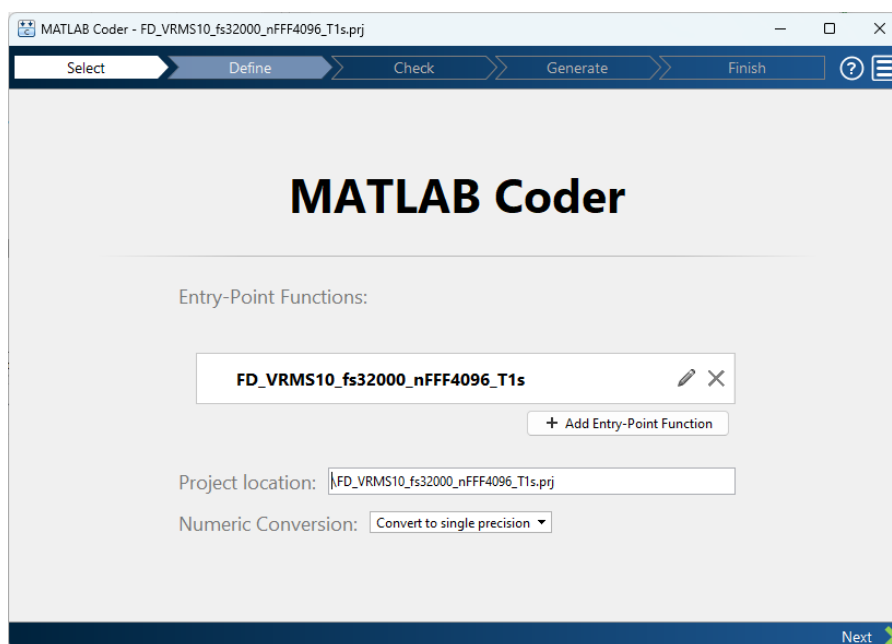 MATLAB Coder - FD_VRMS10_fs32000_nFFF4096_T1s.prj
Select Define Check Generate Finish ?
MATLAB Coder
Entry-Point Functions:
FD_VRMS10_fs32000_nFFF4096_T1s
+ Add Entry-Point Function
Project location: \FD_VRMS10_fs32000_nFFF4096_T1s.prj
Numeric Conversion: Convert to single precision
Next